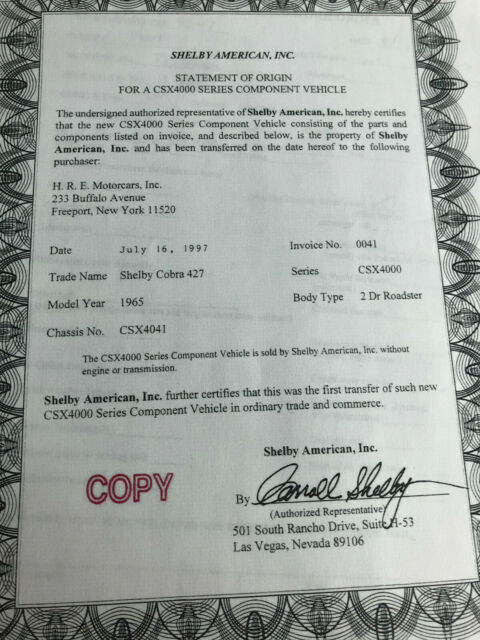 SHELBY AMERICAN, INC.
STATEMENT OF ORIGIN
FOR A CSX4000 SERIES COMPONENT VEHICLE
The undersigned authorized representative of Shelby American, Inc. hereby certifies
that the new CSX4000 Series Component Vehicle consisting of the parts and
components listed on invoice, and described below, is the property of Shelby
American, Inc. and has been transferred on the date hereof to the following
purchaser:
H. R. E. Motorcars, Inc.
233 Buffalo Avenue
Freeport, New York 11520
Date July 16, 1997 Invoice No. 0041
Trade Name Shelby Cobra 427 Series CSX4000
Model Year 1965 Body Type 2 Dr Roadster
Chassis No. CSX4041
The CSX4000 Series Component Vehicle is sold by Shelby American, Inc. without
engine or transmission.
Shelby American, Inc. further certifies that this was the first transfer of such new
CSX4000 Series Component Vehicle in ordinary trade and commerce.
Shelby American, Inc.
COPY
By Carroll Shelby
(Authorized Representative)
501 South Rancho Drive, Suite H-53
Las Vegas, Nevada 89106